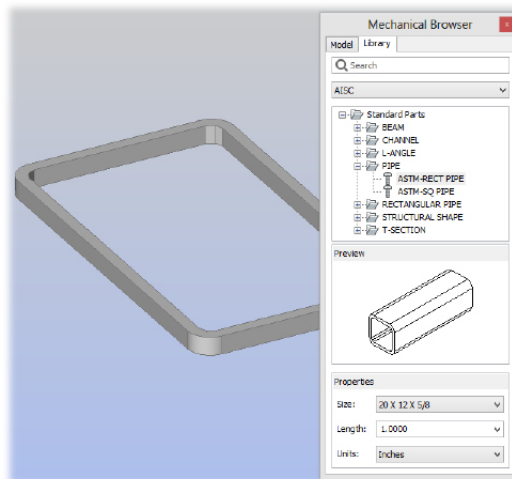 Mechanical Browser
x
Model Library
Search
AISC
Standard Parts
BEAM
CHANNEL
L-ANGLE
PIPE
ASTM-RECT PIPE
ASTM-SQ PIPE
RECTANGULAR PIPE
STRUCTURAL SHAPE
T-SECTION
Preview
Properties
Size: 20 X 12 X 5/8
Length: 1.0000
Units: Inches